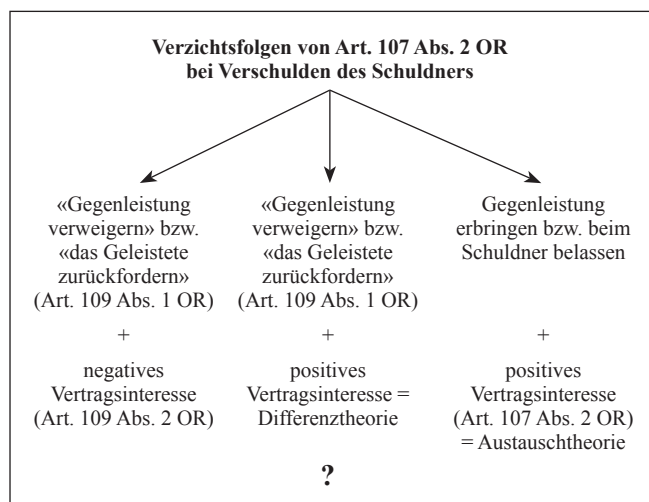 Verzichtsfolgen von Art. 107 Abs. 2 OR
bei Verschulden des Schuldners
«Gegenleistung
verweigern» bzw.
«das Geleistete
zurückfordern»
(Art. 109 Abs. 1 OR)
+
negatives
Vertragsinteresse
(Art. 109 Abs. 2 OR)
«Gegenleistung
verweigern» bzw.
«das Geleistete
zurückfordern»
(Art. 109 Abs. 1 OR)
+
positives
Vertragsinteresse =
Differenztheorie
?
Gegenleistung
erbringen bzw. beim
Schuldner belassen
+
positives
Vertragsinteresse
(Art. 107 Abs. 2 OR)
= Austauschtheorie